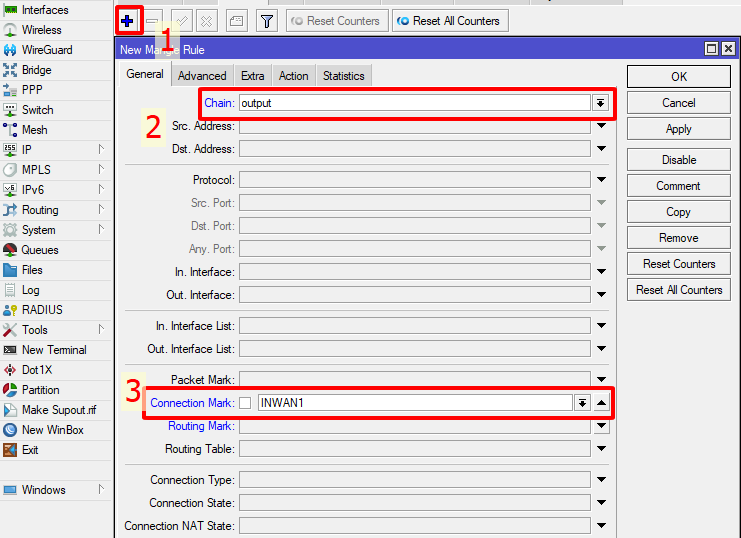 Interfaces
Wireless
WireGuard
Bridge
PPP
Switch
Mesh
IP
MPLS
IPv6
Routing
System
Queues
Files
Log
RADIUS
Tools
New Terminal
Dot1X
Partition
Make Supout.rif
New WinBox
Exit
Windows
Reset Counters
Reset All Counters
1
New Mangle Rule
General
Advanced
Extra
Action
Statistics
Chain: output
2
Src. Address:
Dst. Address:
Protocol:
Src. Port:
Dst. Port:
Any. Port:
In. Interface:
Out. Interface:
In. Interface List:
Out. Interface List:
Packet Mark:
3
Connection Mark: INWAN1
Routing Mark:
Routing Table:
Connection Type:
Connection State:
Connection NAT State:
OK
Cancel
Apply
Disable
Comment
Copy
Remove
Reset Counters
Reset All Counters